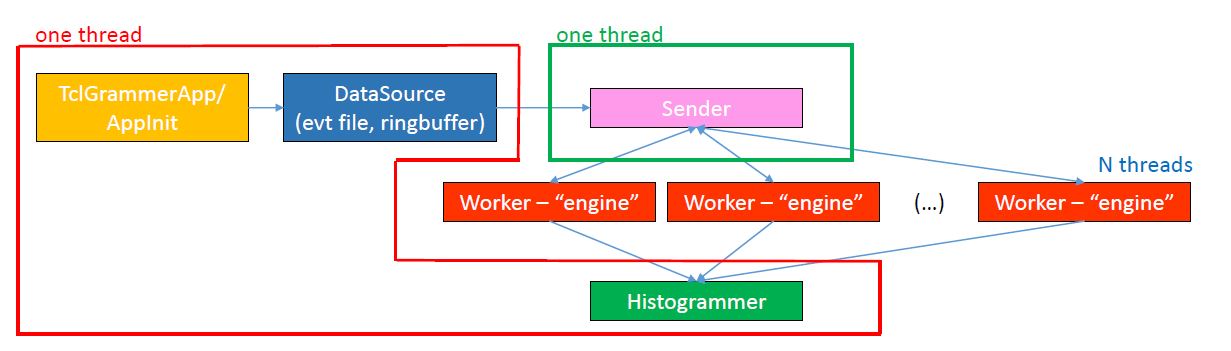 one thread
one thread
TclGrammerApp/
AppInit
DataSource
(evt file, ringbuffer)
Sender
N threads
Worker – “engine”
Worker – “engine”
(…)
Worker – “engine”
Histogrammer